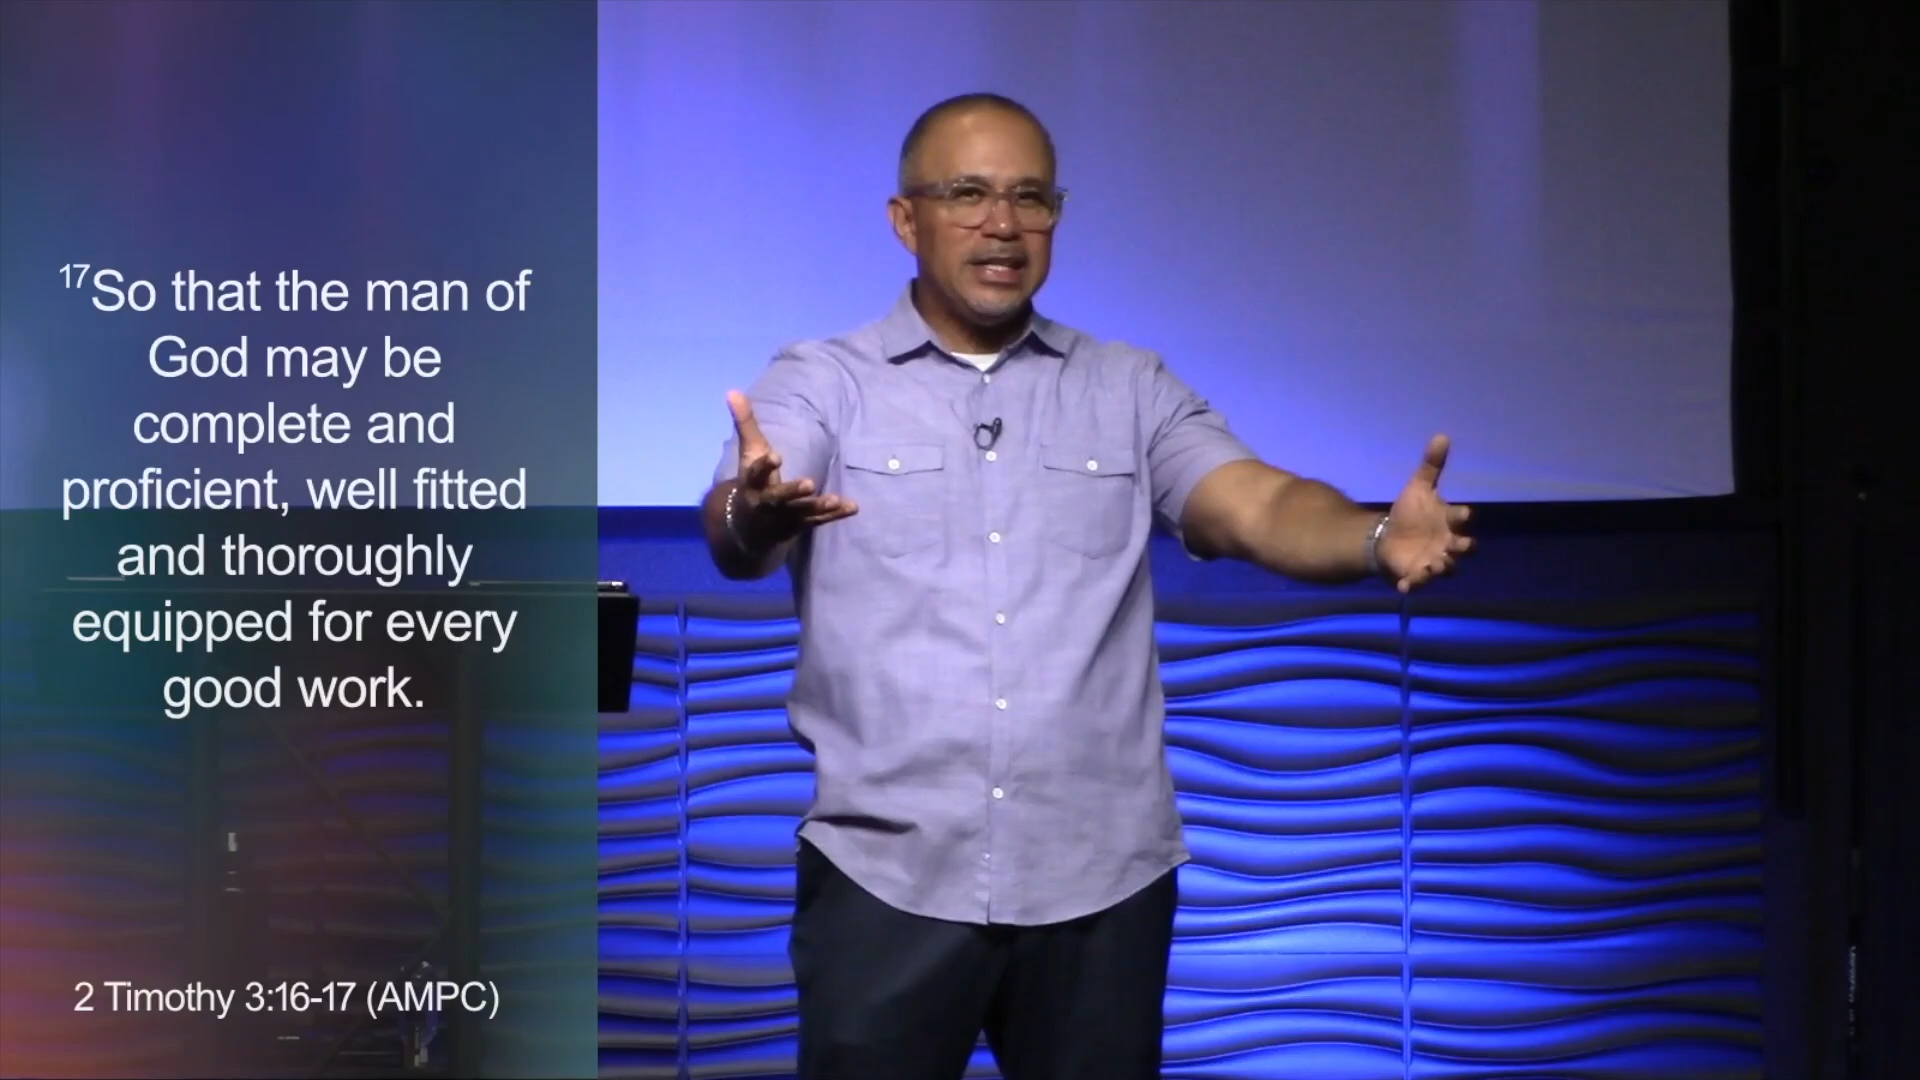 ¹⁷So that the man of
God may be
complete and
proficient, well fitted
and thoroughly
equipped for every
good work.
2 Timothy 3:16-17 (AMPC)